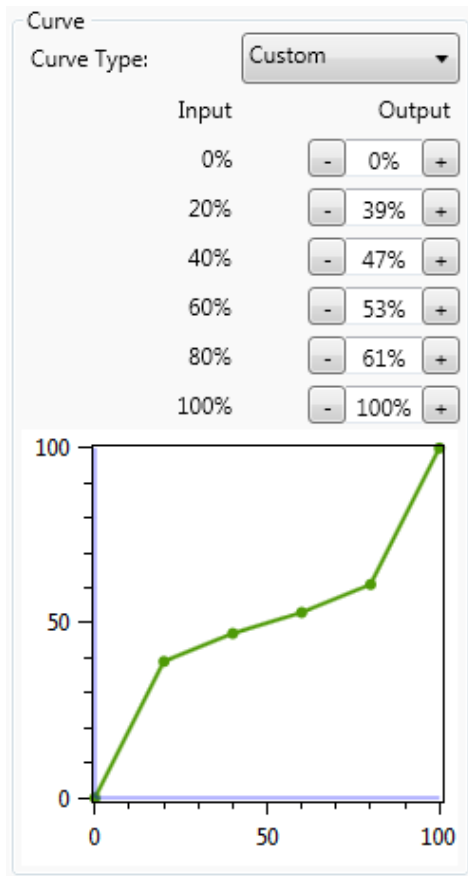 Curve
Curve Type: Custom
Input Output
0% - 0% +
20% - 39% +
40% - 47% +
60% - 53% +
80% - 61% +
100% - 100% +
100
50
0
0 50 100